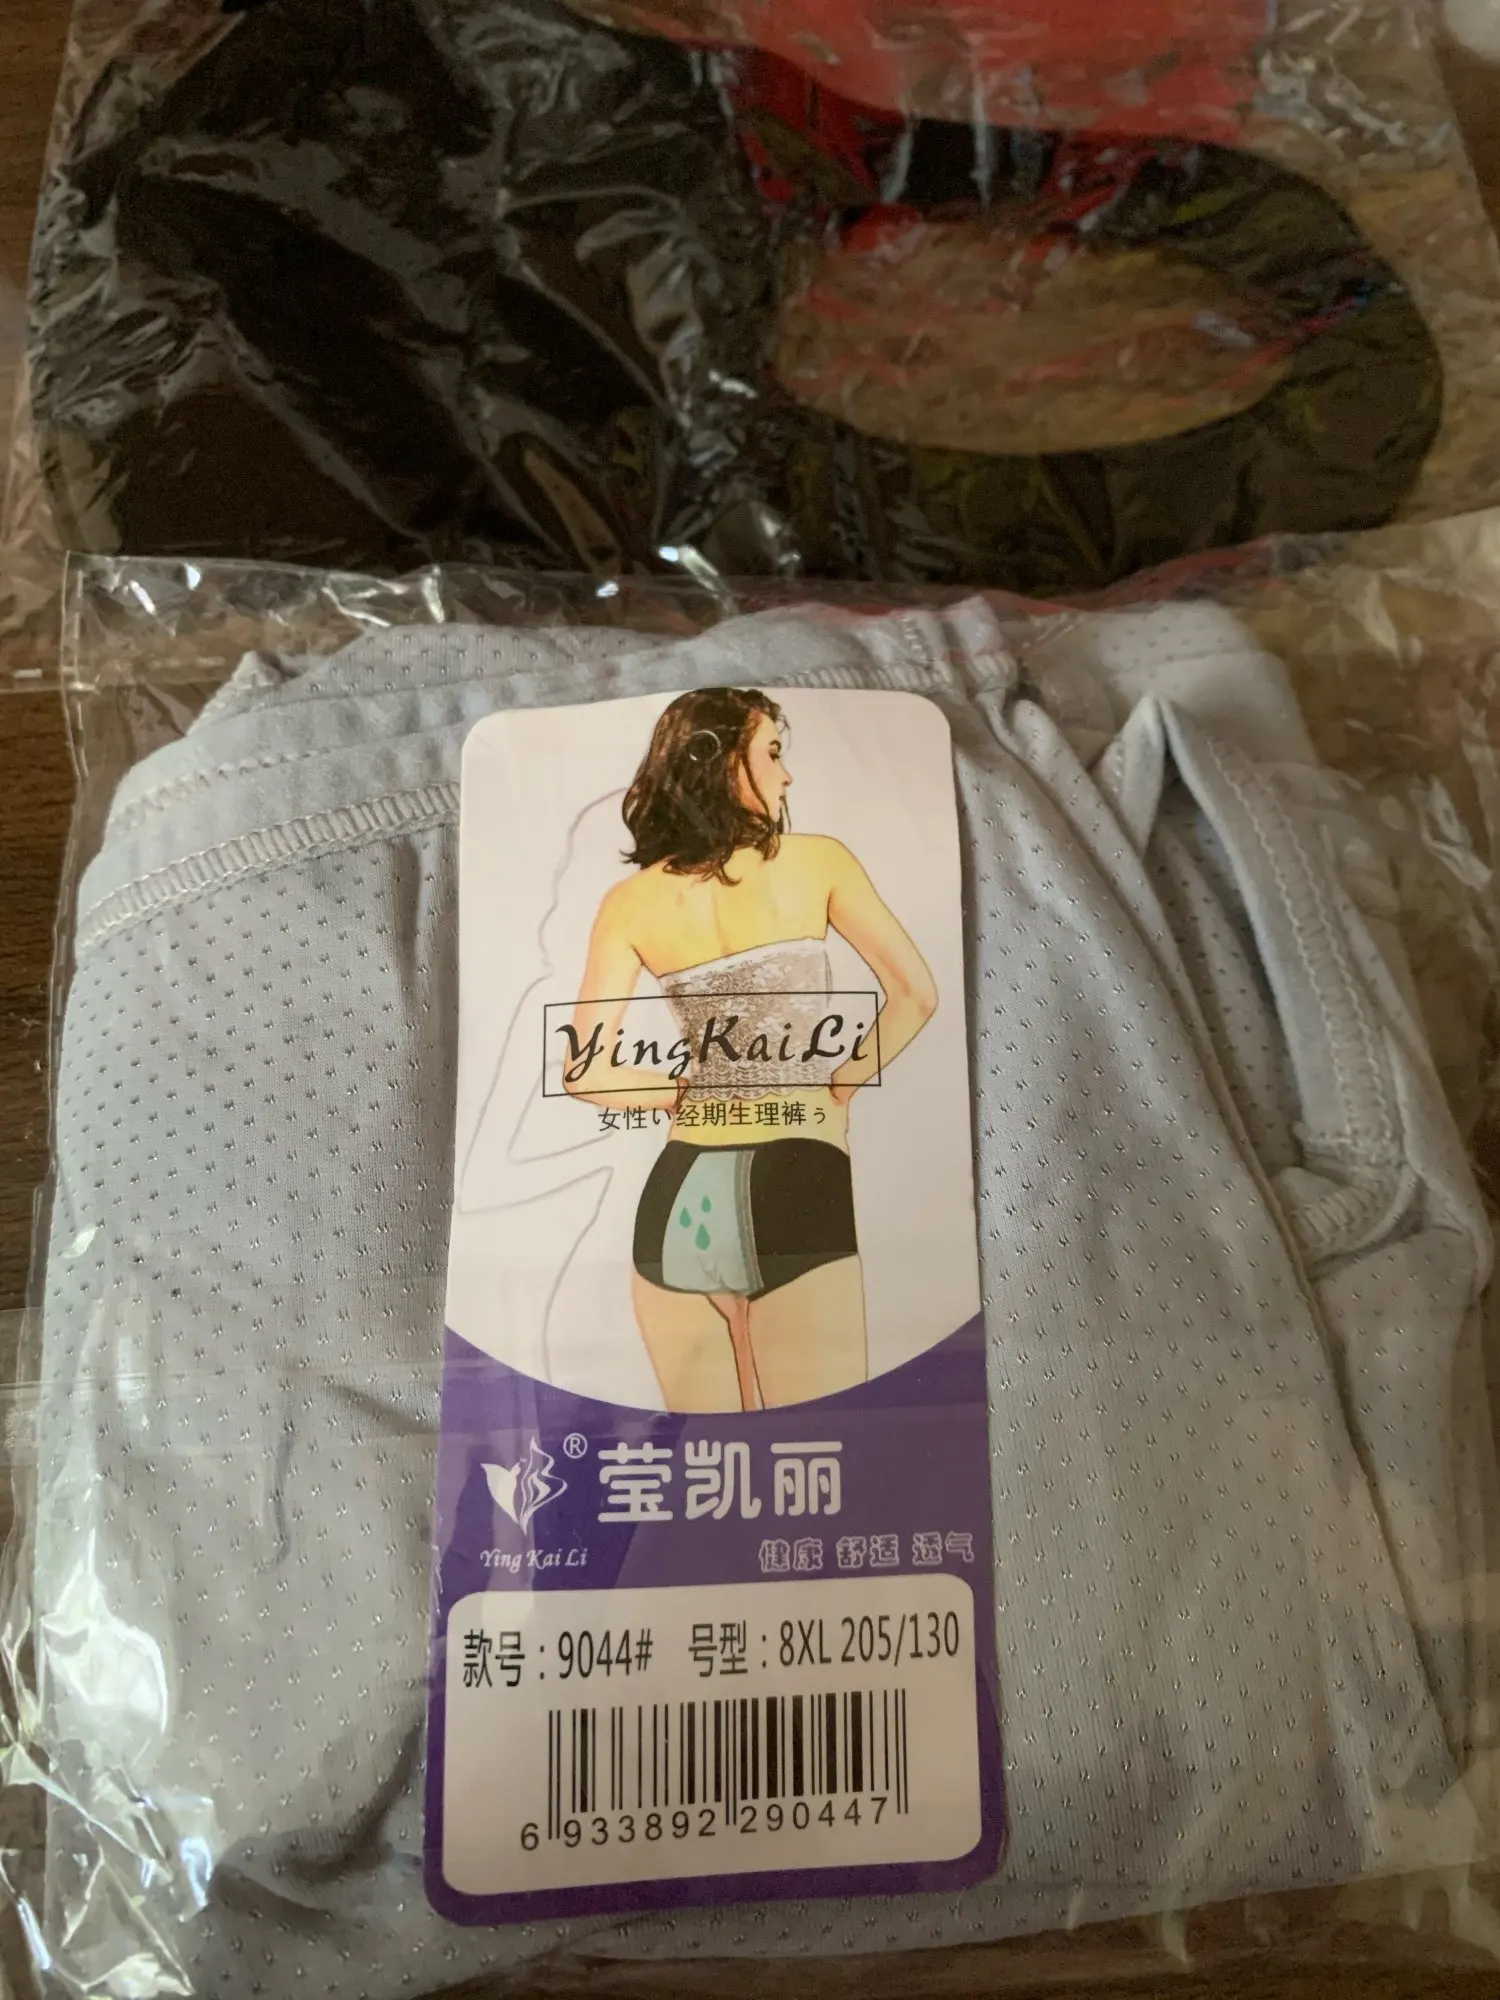 YingKaiLi
女性い经期生理裤ぅ
® 莹凯丽
Ying Kai Li
健康 舒适 透气
款号：9044# 号型：8XL 205/130
6 933892 290447